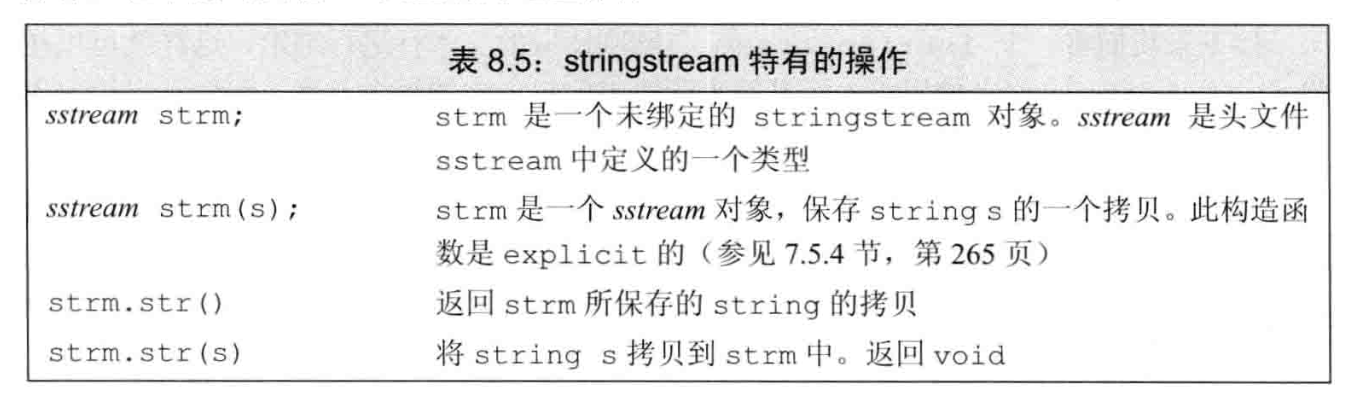 表 8.5：stringstream 特有的操作
sstream strm; strm 是一个未绑定的 stringstream 对象。sstream 是头文件
sstream 中定义的一个类型
sstream strm(s); strm 是一个 sstream 对象，保存 string s 的一个拷贝。此构造函
数是 explicit 的（参见 7.5.4 节，第 265 页）
strm.str() 返回 strm 所保存的 string 的拷贝
strm.str(s) 将 string s 拷贝到 strm 中。返回 void